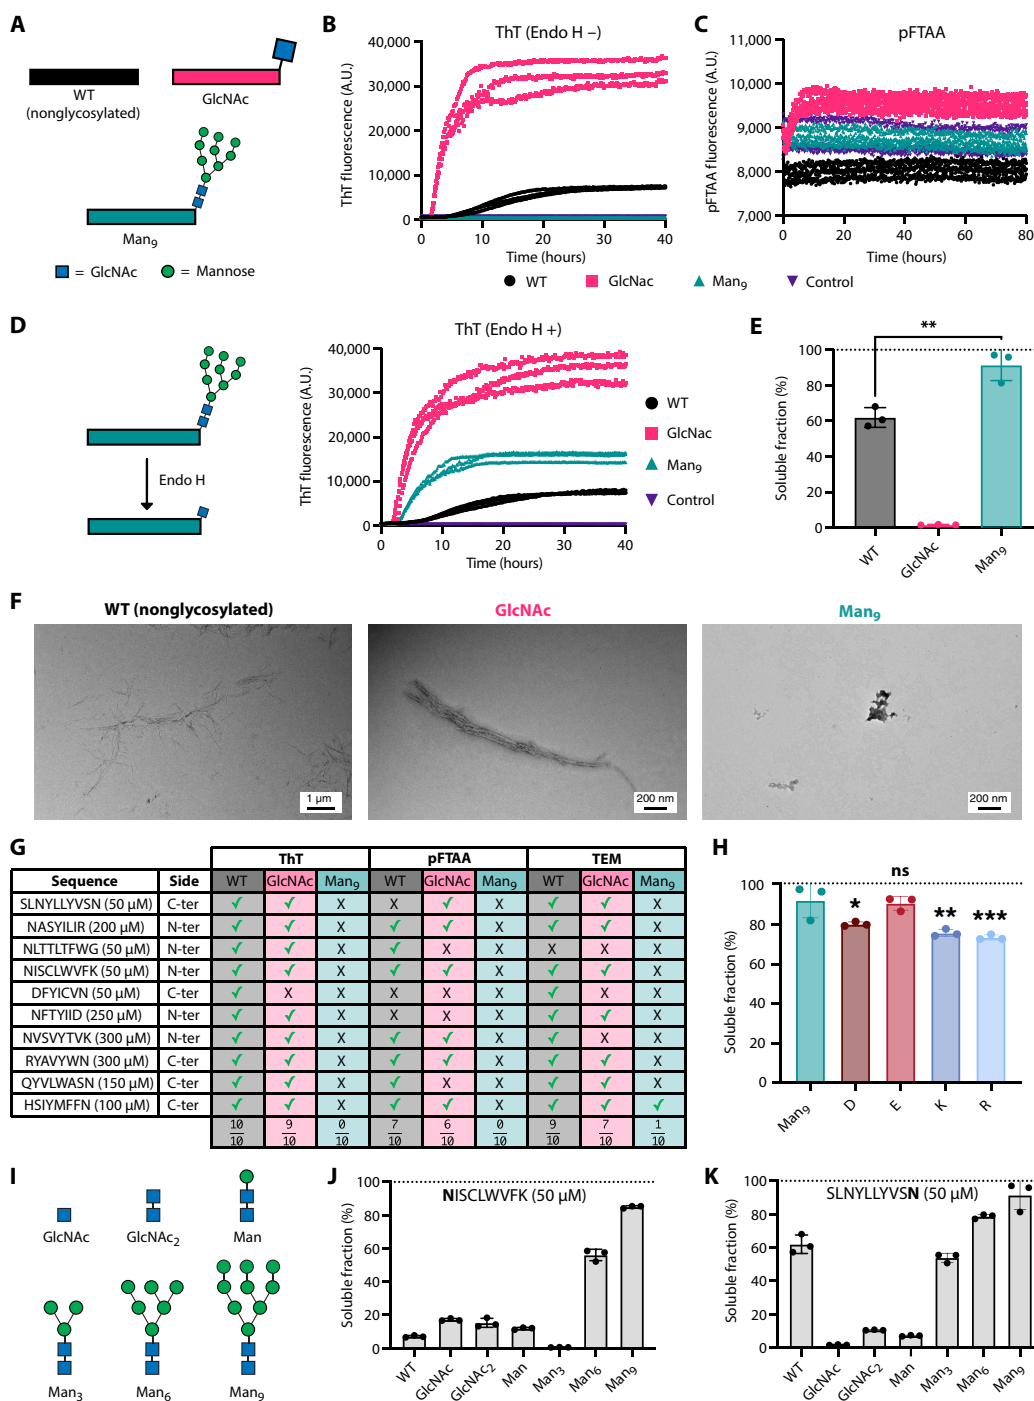 A
WT
(nonglycosylated)
GlcNAc
Man9
= GlcNAc = Mannose
B
ThT (Endo H −)
ThT fluorescence (A.U.)
40,000
30,000
20,000
10,000
0
0 10 20 30 40
Time (hours)
C
pFTAA
pFTAA fluorescence (A.U.)
11,000
10,000
9,000
8,000
7,000
0 20 40 60 80
Time (hours)
WT GlcNac Man9 Control
D
Endo H
ThT (Endo H +)
ThT fluorescence (A.U.)
40,000
30,000
20,000
10,000
0
0 10 20 30 40
Time (hours)
WT
GlcNac
Man9
Control
E
**
Soluble fraction (%)
100
80
60
40
20
0
WT GlcNAc Man9
F
WT (nonglycosylated) GlcNAc Man9
1 µm 200 nm 200 nm
G
ThT pFTAA TEM
Sequence Side WT GlcNAc Man9 WT GlcNAc Man9 WT GlcNAc Man9
SLNYLLYVSN (50 µM) C-ter ✓ ✓ X X ✓ X ✓ ✓ X
NASYILIR (200 µM) N-ter ✓ ✓ X ✓ ✓ X ✓ ✓ X
NLTTLTFWG (50 µM) N-ter ✓ ✓ X ✓ X X X X X
NISCLWVFK (50 µM) N-ter ✓ ✓ X ✓ ✓ X ✓ ✓ X
DFYICVN (50 µM) C-ter ✓ X X X X X ✓ X X
NFTYIID (250 µM) N-ter ✓ ✓ X X X X ✓ ✓ X
NVSVYTVK (300 µM) N-ter ✓ ✓ X ✓ ✓ X ✓ X X
RYAVYWN (300 µM) C-ter ✓ ✓ X ✓ ✓ X ✓ ✓ X
QYVLWASN (150 µM) C-ter ✓ ✓ X ✓ X X ✓ ✓ X
HSIYMFFN (100 µM) C-ter ✓ ✓ X ✓ ✓ X ✓ ✓ ✓
10/10 9/10 0/10 7/10 6/10 0/10 9/10 7/10 1/10
H
ns
* ** ***
Soluble fraction (%)
100
80
60
40
20
0
Man9 D E K R
I
GlcNAc GlcNAc2 Man
Man3 Man6 Man9
J
NISCLWVFK (50 µM)
Soluble fraction (%)
100
80
60
40
20
0
WT GlcNAc GlcNAc2 Man Man3 Man6 Man9
K
SLNYLLYVSN (50 µM)
Soluble fraction (%)
100
80
60
40
20
0
WT GlcNAc GlcNAc2 Man Man3 Man6 Man9